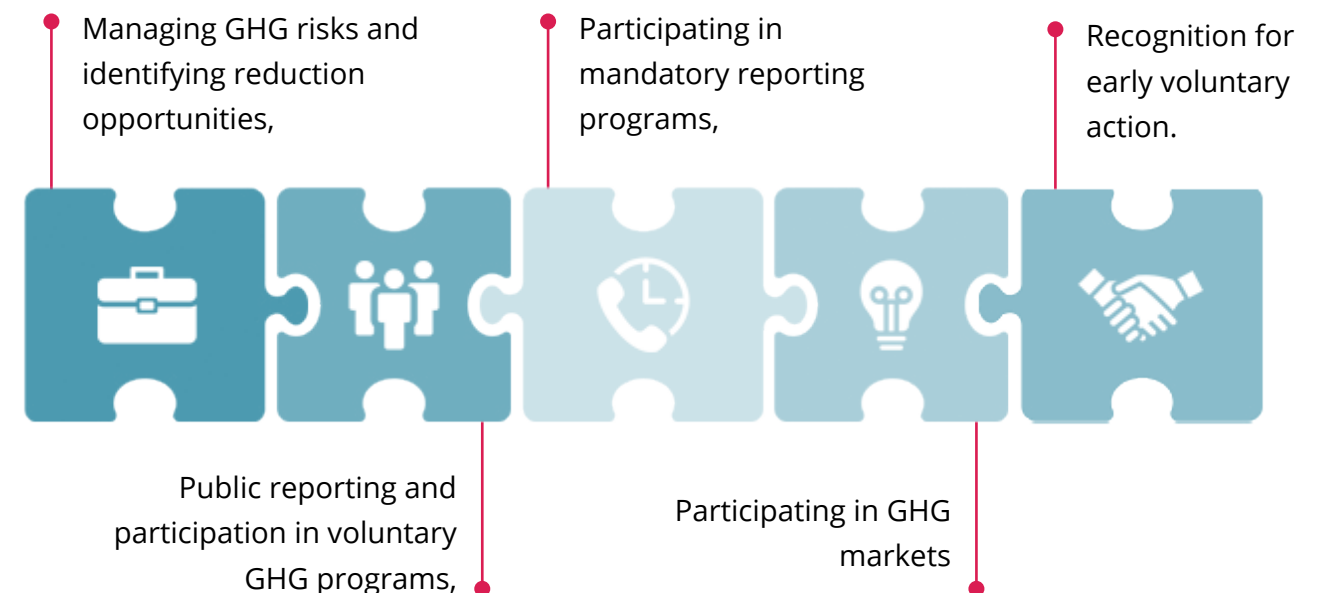 Managing GHG risks and
identifying reduction
opportunities,
Public reporting and
participation in voluntary
GHG programs,
Participating in
mandatory reporting
programs,
Participating in GHG
markets
Recognition for
early voluntary
action.